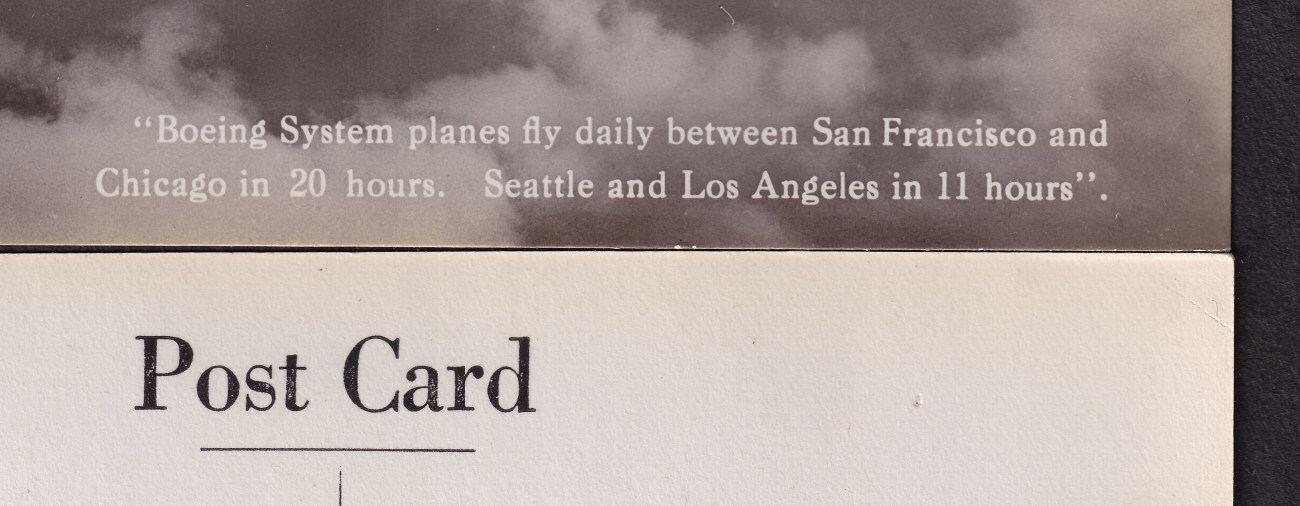 “Boeing System planes fly daily between San Francisco and
Chicago in 20 hours. Seattle and Los Angeles in 11 hours”.
Post Card